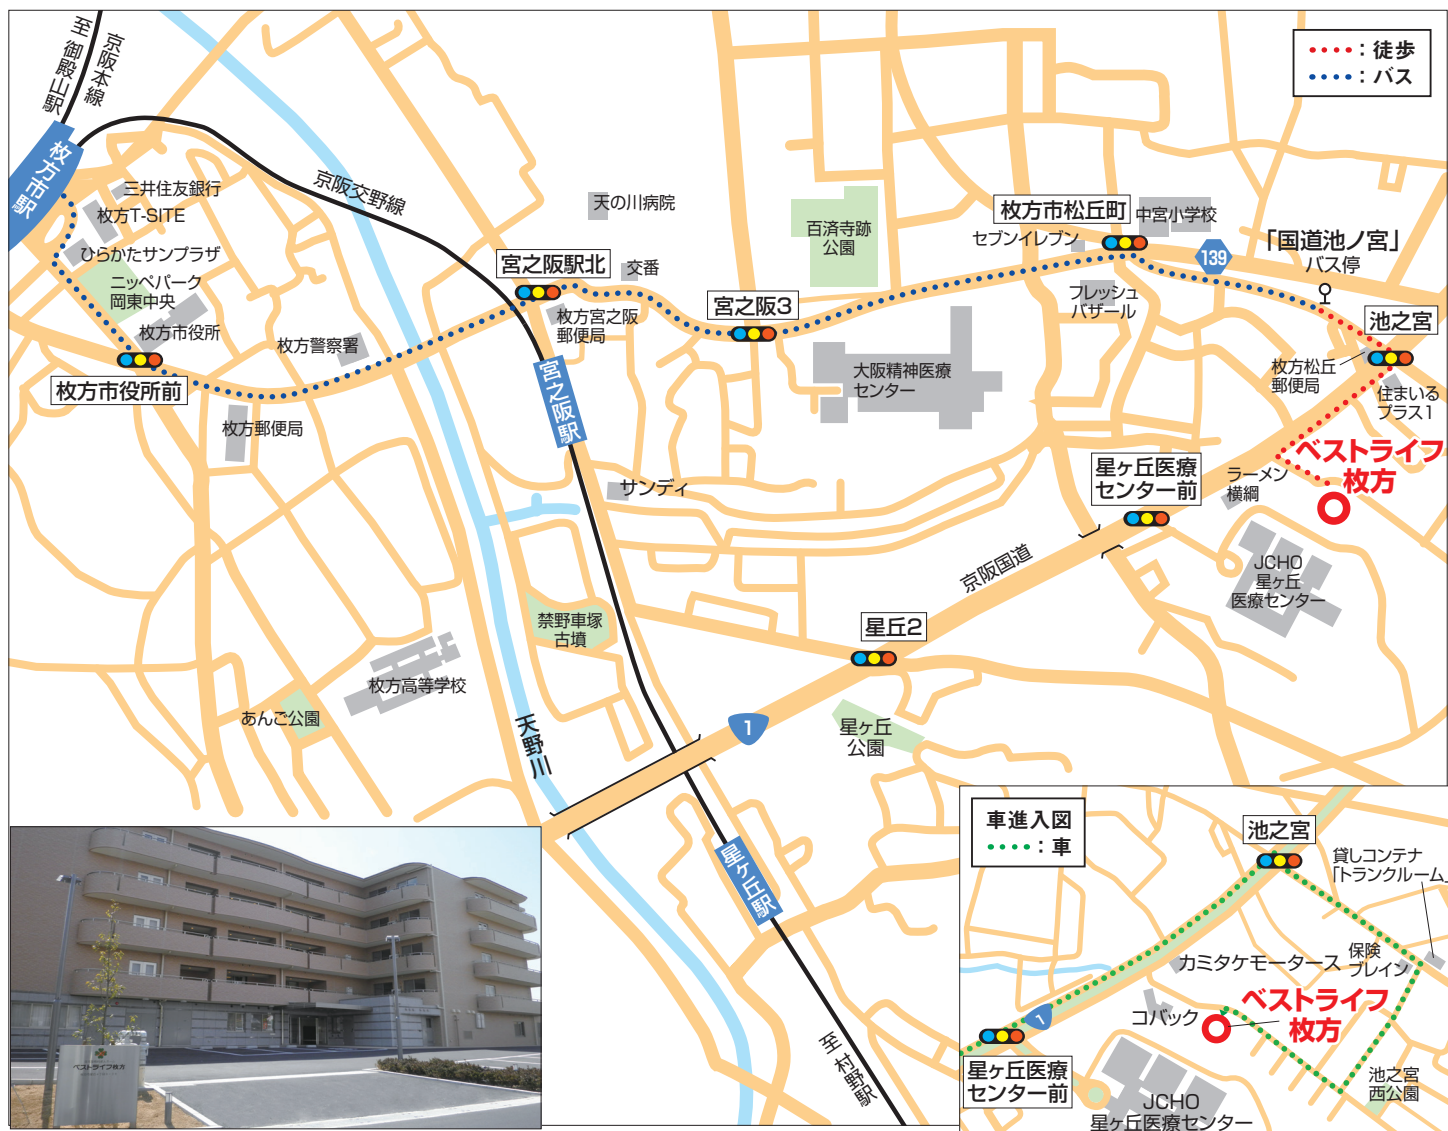 至 御殿山駅
京阪本線
枚方市駅
三井住友銀行
枚方T-SITE
ひらかたサンプラザ
ニッペパーク
岡東中央
枚方市役所
枚方市役所前
枚方警察署
枚方郵便局
京阪交野線
天の川病院
宮之阪駅北
交番
枚方宮之阪
郵便局
宮之阪駅
宮之阪3
百済寺跡
公園
大阪精神医療
センター
枚方市松丘町
セブンイレブン
中宮小学校
139
フレッシュ
バザール
「国道池ノ宮」
バス停
池之宮
枚方松丘
郵便局
住まいる
プラス1
ベストライフ
枚方
ラーメン
横綱
星ヶ丘医療
センター前
JCHO
星ヶ丘
医療センター
京阪国道
サンディ
禁野車塚
古墳
星丘2
枚方高等学校
あんご公園
天野川
1
星ヶ丘
公園
星ヶ丘駅
至 村野駅
：徒歩
：バス
車進入図
：車
池之宮
貸しコンテナ
「トランクルーム」
カミタケモータース
保険
ブレイン
コバック
ベストライフ
枚方
1
星ヶ丘医療
センター前
JCHO
星ヶ丘医療センター
池之宮
西公園
ベストライフ枚方